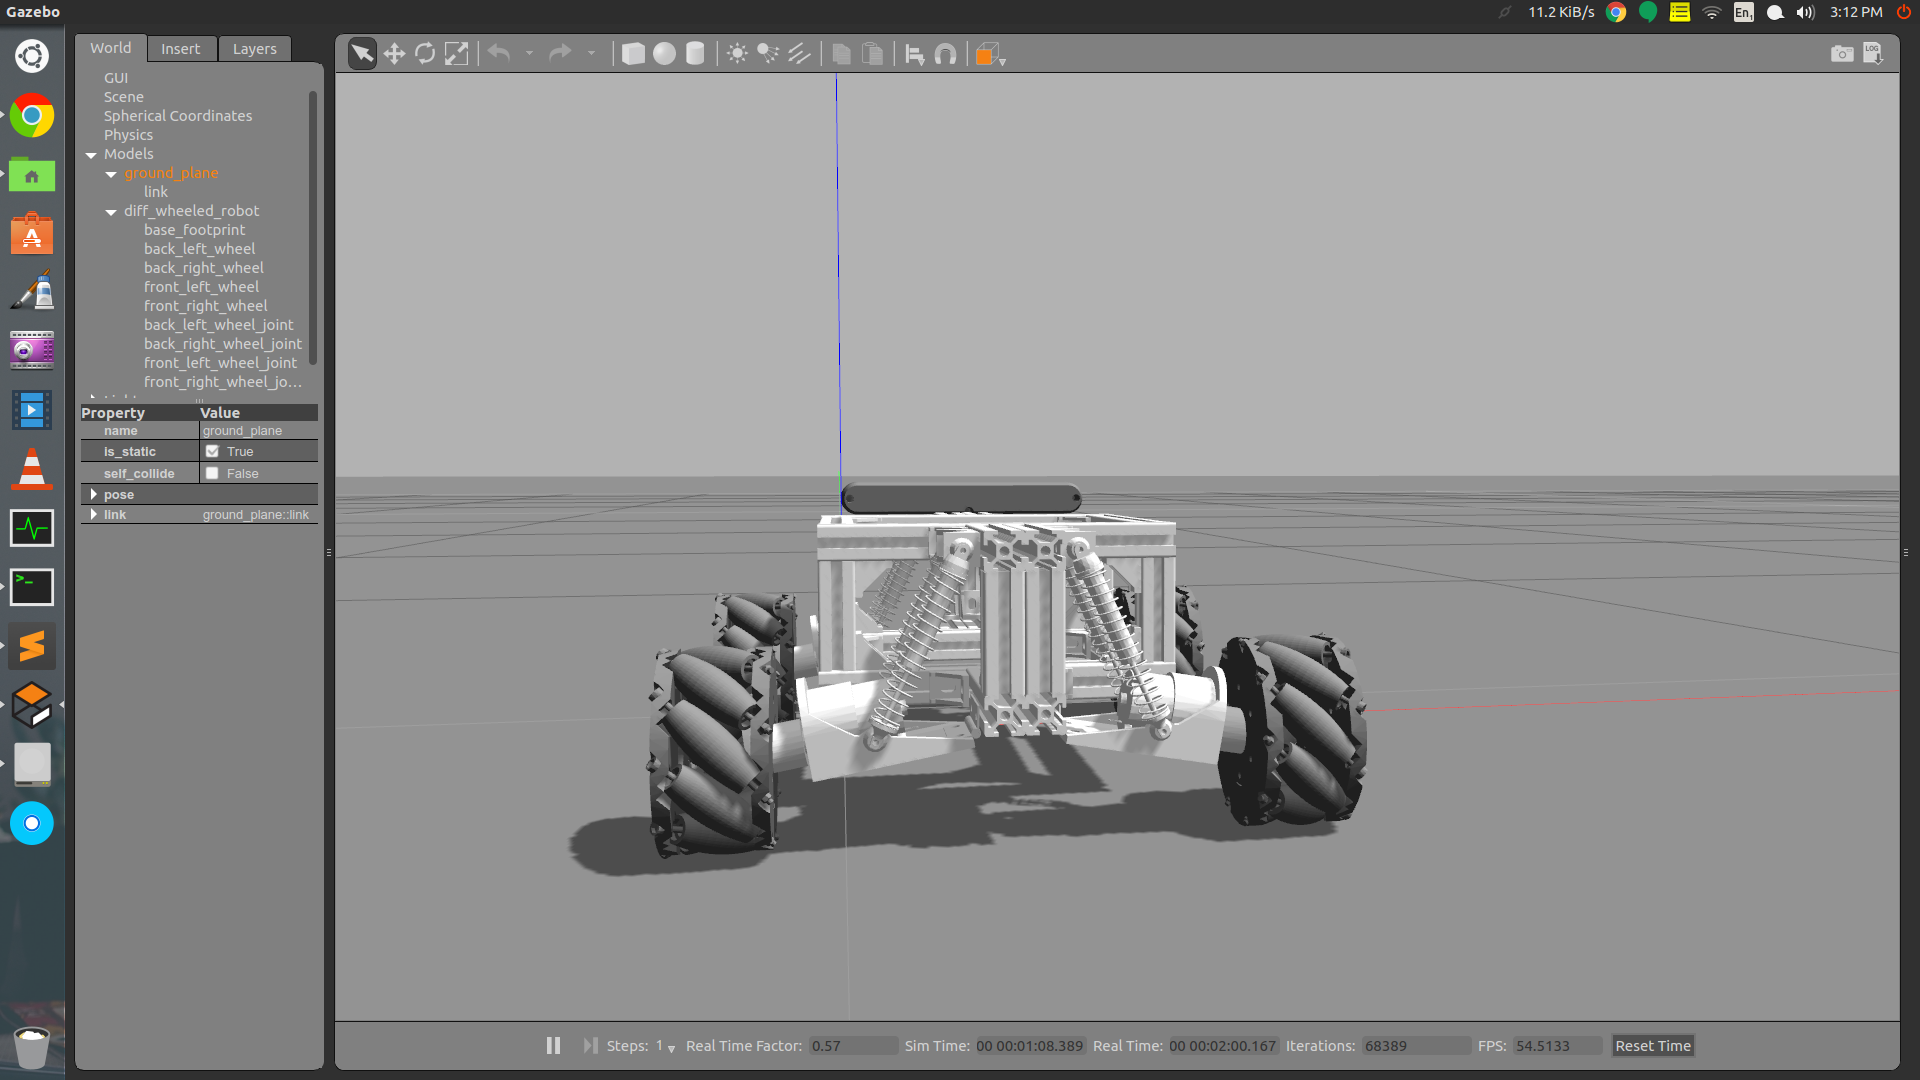 Gazebo
11.2 KiB/s
En1
3:12 PM
World
Insert
Layers
LOG
GUI
Scene
Spherical Coordinates
Physics
Models
ground_plane
link
diff_wheeled_robot
base_footprint
back_left_wheel
back_right_wheel
front_left_wheel
front_right_wheel
back_left_wheel_joint
back_right_wheel_joint
front_left_wheel_joint
front_right_wheel_jo...
Property Value
name ground_plane
is_static True
self_collide False
pose
link ground_plane::link
Steps: 1 Real Time Factor: 0.57 Sim Time: 00 00:01:08.389 Real Time: 00 00:02:00.167 Iterations: 68389 FPS: 54.5133 Reset Time